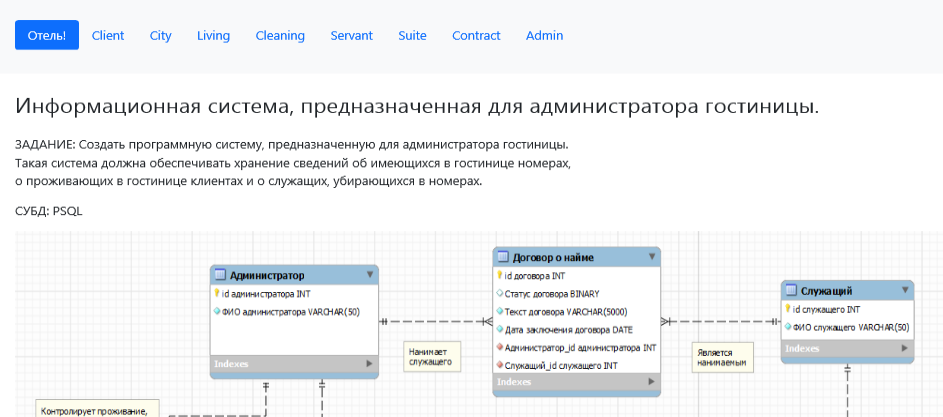 Отель! Client City Living Cleaning Servant Suite Contract Admin
Информационная система, предназначенная для администратора гостиницы.
ЗАДАНИЕ: Создать программную систему, предназначенную для администратора гостиницы.
Такая система должна обеспечивать хранение сведений об имеющихся в гостинице номерах,
о проживающих в гостинице клиентах и о служащих, убирающихся в номерах.
СУБД: PSQL
Администратор
id администратора INT
ФИО администратора VARCHAR(50)
Indexes
Нанимает
служащего
Договор о найме
id договора INT
Статус договора BINARY
Текст договора VARCHAR(5000)
Дата заключения договора DATE
Администратор_id администратора INT
Служащий_id служащего INT
Indexes
Является
нанимаемым
Служащий
id служащего INT
ФИО служащего VARCHAR(50)
Indexes
Контролирует проживание,